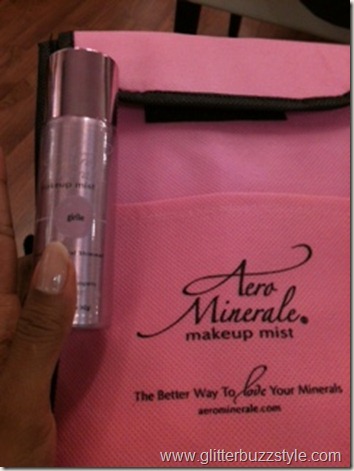 makeup mist
girlie
Aero
Minerale
makeup mist
The Better Way To love Your Minerals
aerominerale.com
www.glitterbuzzstyle.com